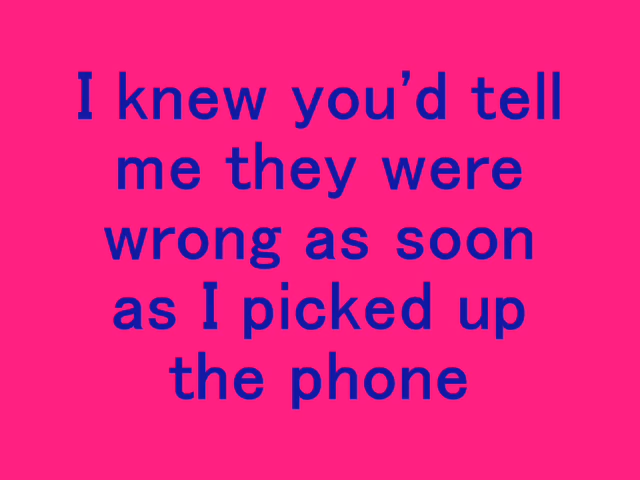 I knew you’d tell
me they were
wrong as soon
as I picked up
the phone